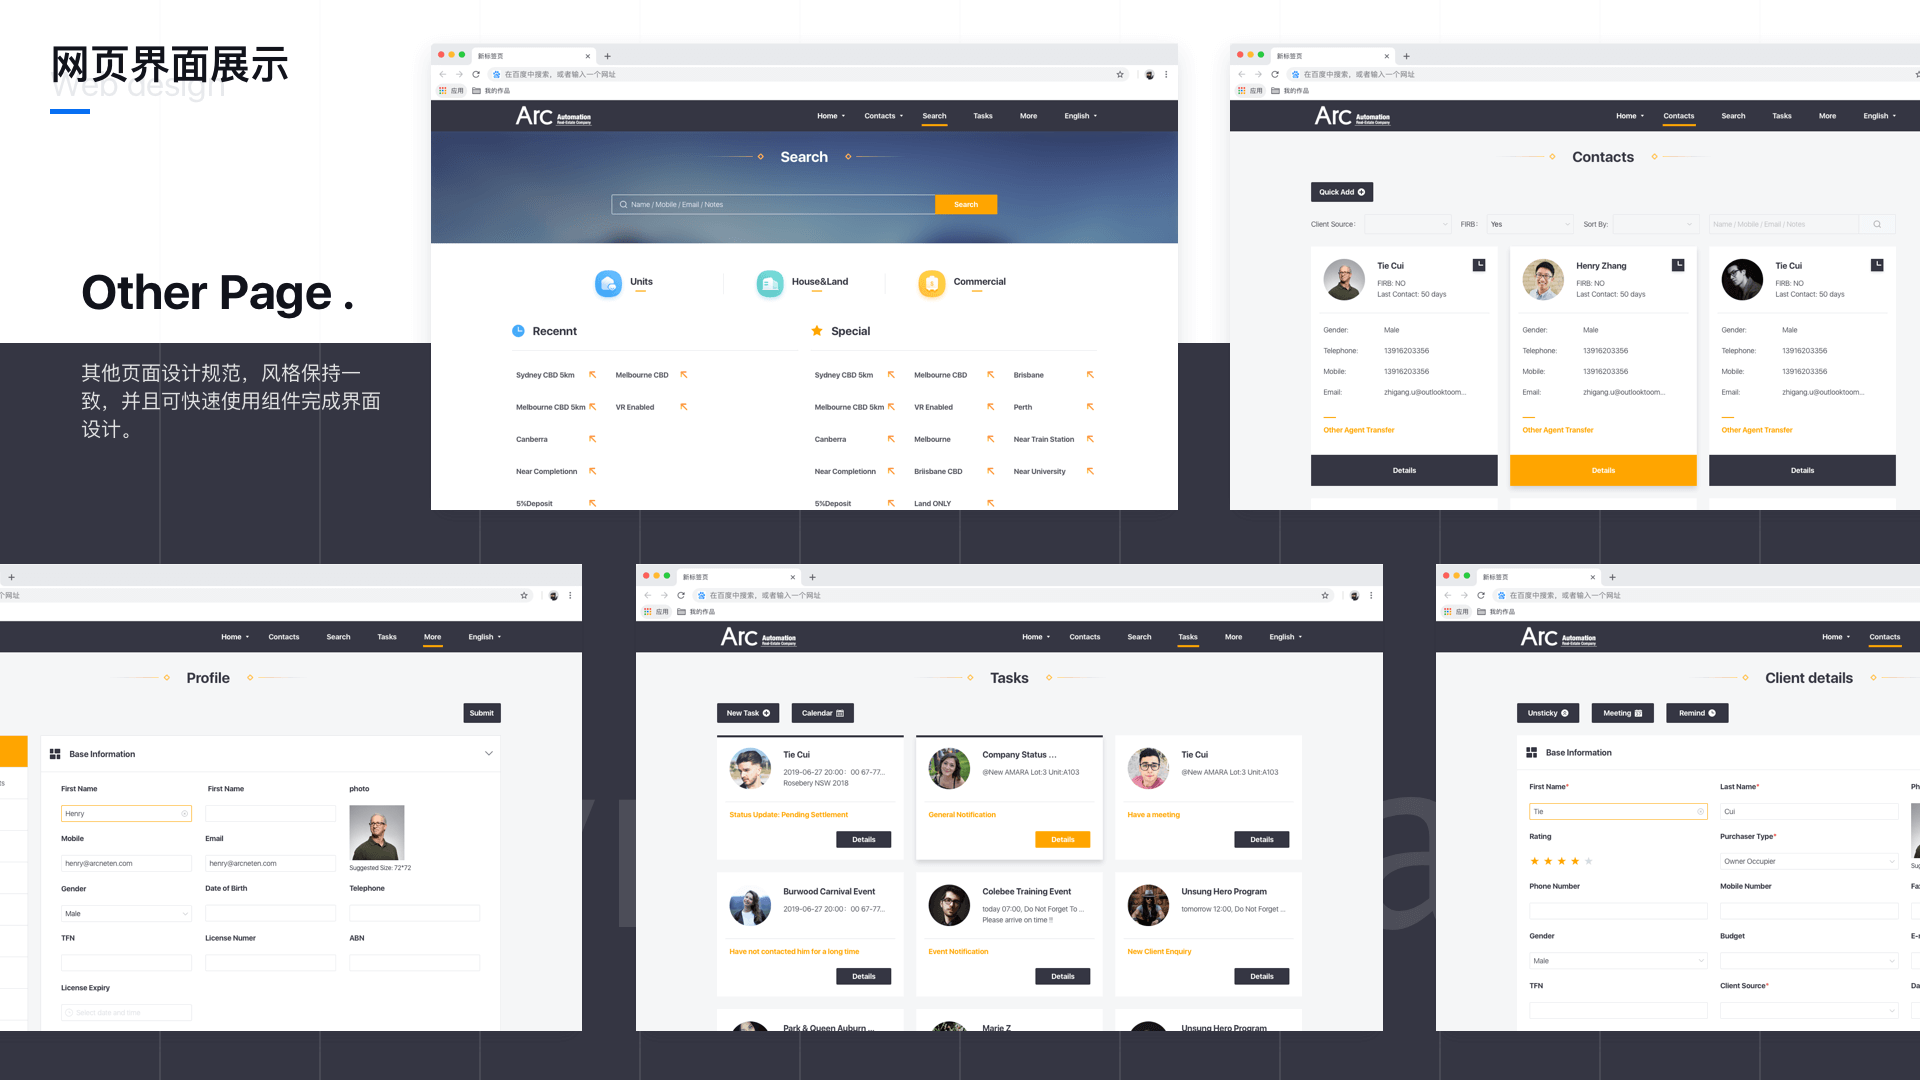 网页界面展示
Web design
Other Page .
其他页面设计规范，风格保持一
致，并且可快速使用组件完成界面
设计。
新标签页
在百度中搜索，或者输入一个网址
应用 我的作品
Arc Automation Real-Estate Company
Home Contacts Search Tasks More English
Search
Name / Mobile / Email / Notes Search
Units House&Land Commercial
Recennt Special
Sydney CBD 5km Melbourne CBD Sydney CBD 5km Melbourne CBD Brisbane
Melbourne CBD 5km VR Enabled Melbourne CBD 5km VR Enabled Perth
Canberra Canberra Melbourne Near Train Station
Near Completionn Near Completionn Briisbane CBD Near University
5%Deposit 5%Deposit Land ONLY
新标签页
在百度中搜索，或者输入一个网址
应用 我的作品
Arc Automation Real-Estate Company
Home Contacts Search Tasks More English
Contacts
Quick Add
Client Source: FIRB: Yes Sort By: Name / Mobile / Email / Notes
Tie Cui Henry Zhang Tie Cui
FIRB: NO FIRB: NO FIRB: NO
Last Contact: 50 days Last Contact: 50 days Last Contact: 50 days
Gender: Male Gender: Male Gender: Male
Telephone: 13916203356 Telephone: 13916203356 Telephone: 13916203356
Mobile: 13916203356 Mobile: 13916203356 Mobile: 13916203356
Email: zhigang.u@outlooktoom... Email: zhigang.u@outlooktoom... Email: zhigang.u@outlooktoom...
Other Agent Transfer Other Agent Transfer Other Agent Transfer
Details Details Details
个网址
Home Contacts Search Tasks More English
Profile
Submit
Base Information
First Name First Name photo
Henry
Mobile Email
henry@arcneten.com henry@arcneten.com
Suggested Size: 72*72
Gender Date of Birth Telephone
Male
TFN License Numer ABN
License Expiry
Select date and time
新标签页
在百度中搜索，或者输入一个网址
应用 我的作品
Arc Automation Real-Estate Company
Home Contacts Search Tasks More English
Tasks
New Task Calendar
Tie Cui Company Status ... Tie Cui
2019-06-27 20:00：00 67-77... @New AMARA Lot:3 Unit:A103 @New AMARA Lot:3 Unit:A103
Rosebery NSW 2018
Status Update: Pending Settlement General Notification Have a meeting
Details Details Details
Burwood Carnival Event Colebee Training Event Unsung Hero Program
2019-06-27 20:00：00 67-77... today 07:00, Do Not Forget To ... tomorrow 12:00, Do Not Forget ...
Please arrive on time !!
Have not contacted him for a long time Event Notification New Client Enquiry
Details Details Details
Park & Queen Auburn ... Marie Z Unsung Hero Program
新标签页
在百度中搜索，或者输入一个网址
应用 我的作品
Arc Automation Real-Estate Company
Home Contacts
Client details
Unsticky Meeting Remind
Base Information
First Name* Last Name* Ph
Tie Cui
Rating Purchaser Type*
Owner Occupier
Phone Number Mobile Number Fa
Gender Budget E-
Male
TFN Client Source* Da